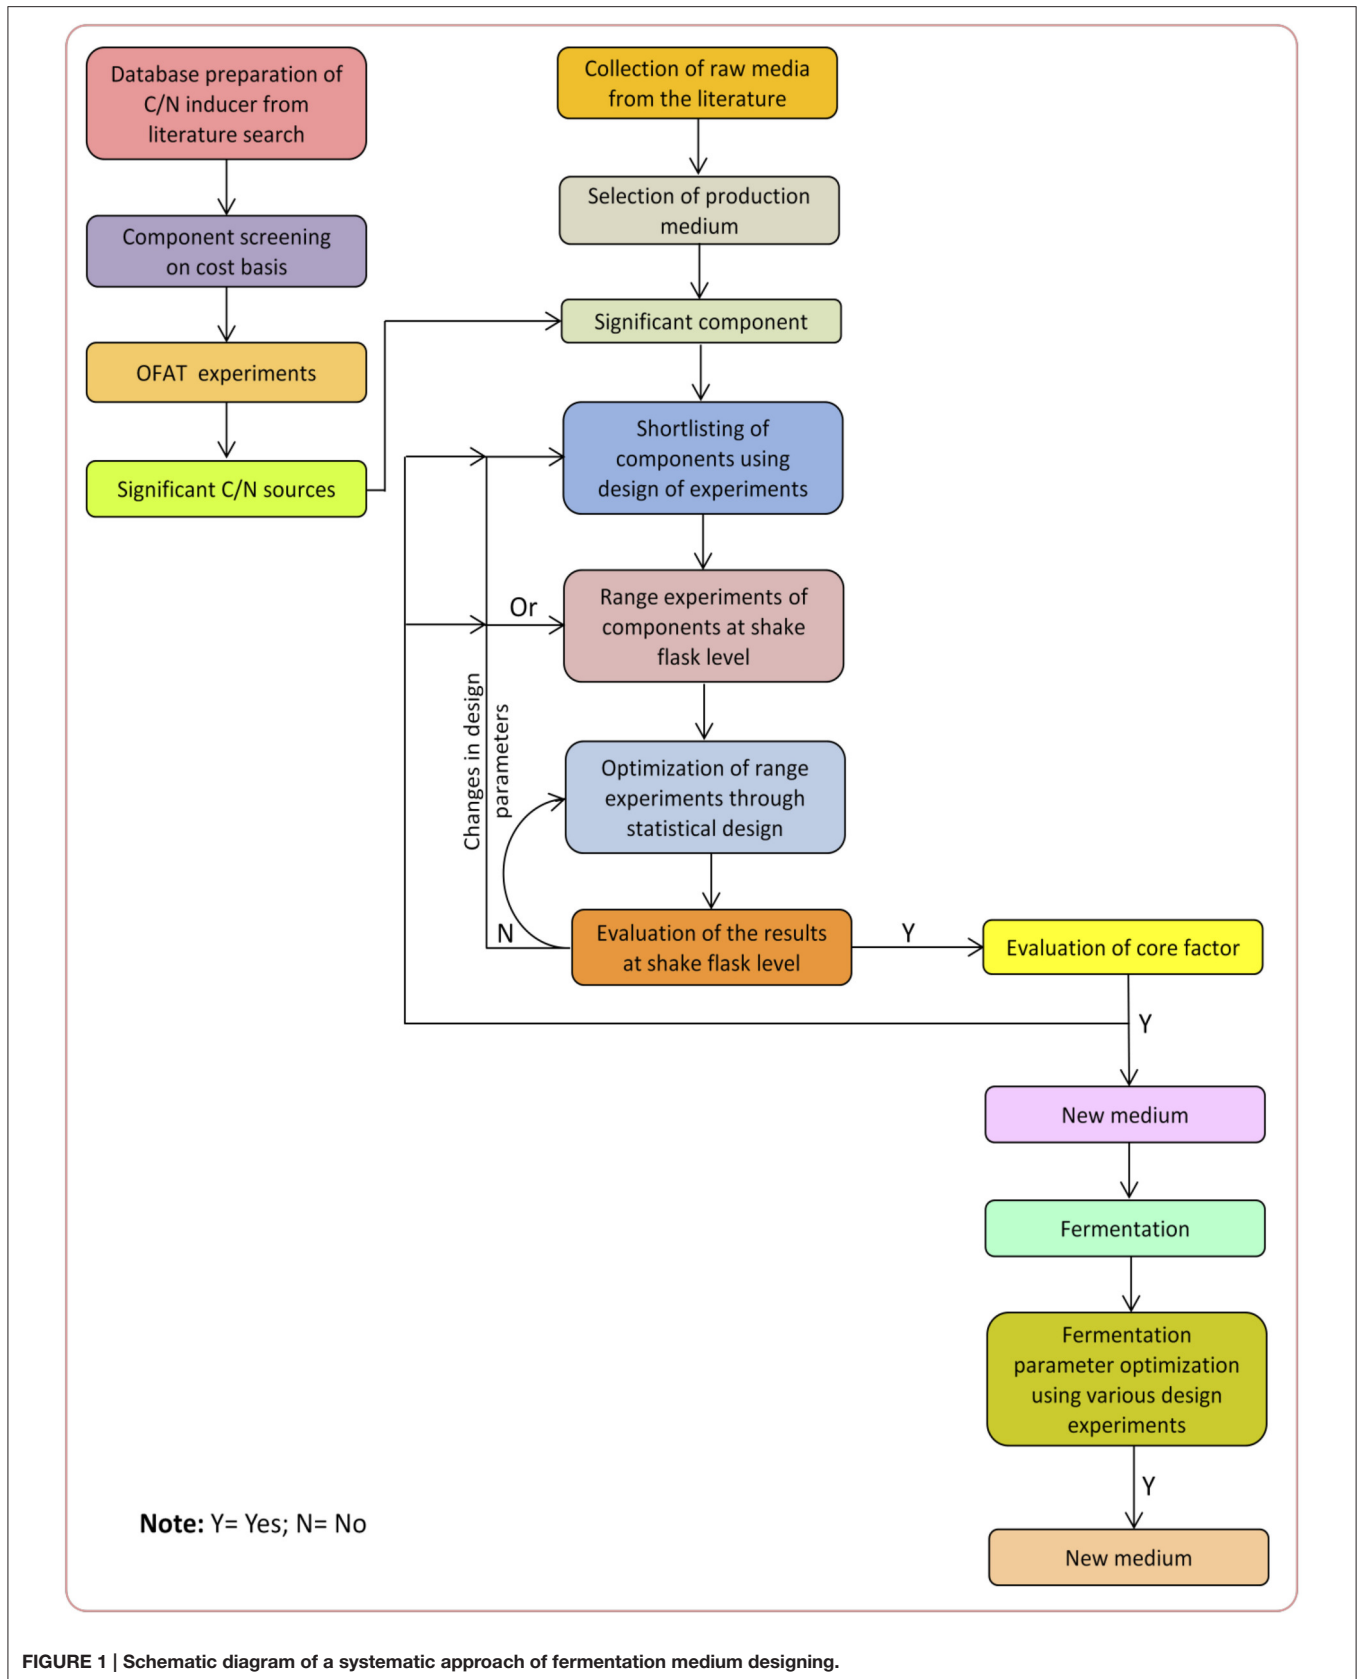 Database preparation of
C/N inducer from
literature search
Component screening
on cost basis
OFAT experiments
Significant C/N sources
Collection of raw media
from the literature
Selection of production
medium
Significant component
Shortlisting of
components using
design of experiments
Or
Range experiments of
components at shake
flask level
Changes in design
parameters
Optimization of range
experiments through
statistical design
N
Evaluation of the results
at shake flask level
Y
Evaluation of core factor
Y
New medium
Fermentation
Fermentation
parameter optimization
using various design
experiments
Y
New medium
Note: Y= Yes; N= No
FIGURE 1 | Schematic diagram of a systematic approach of fermentation medium designing.